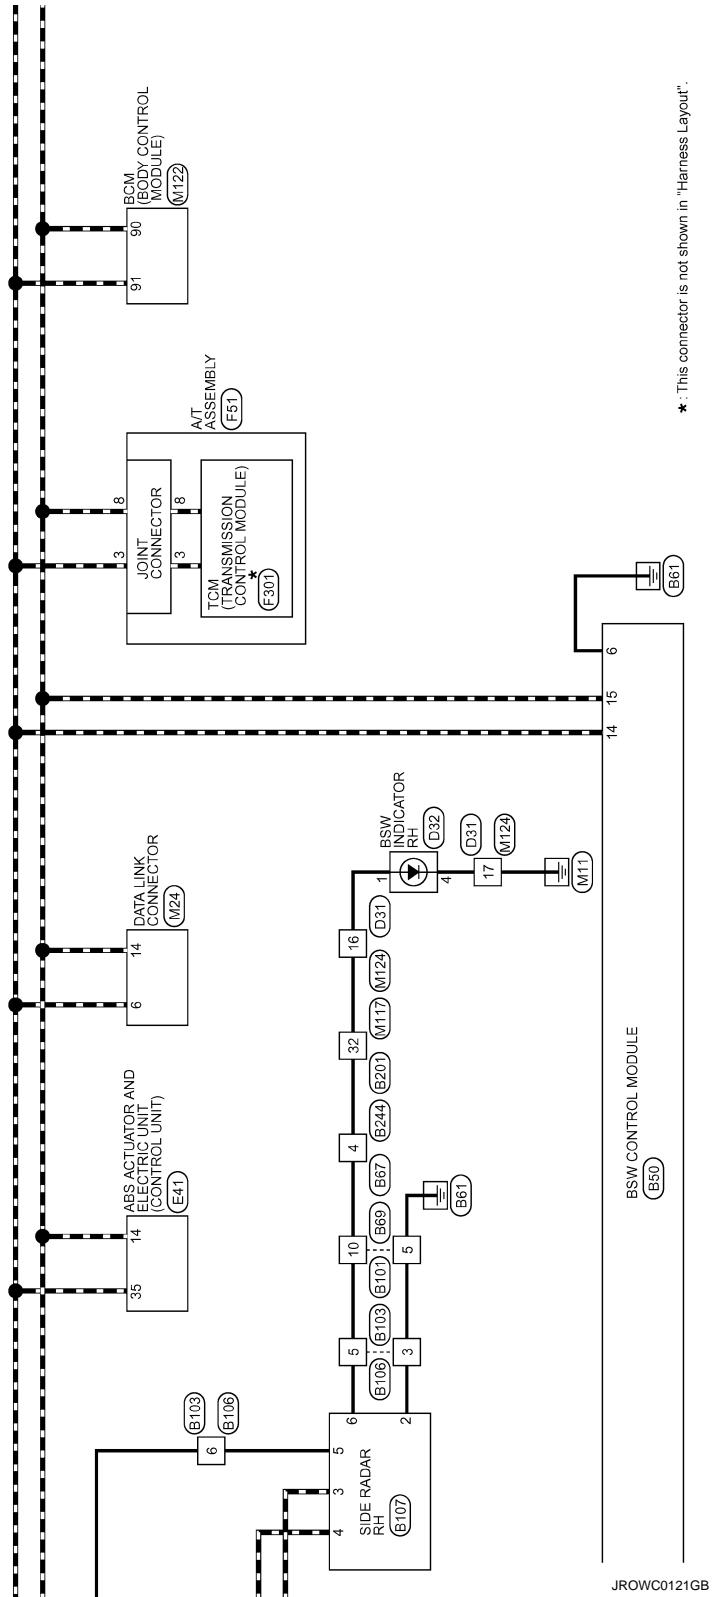 BCM
(BODY CONTROL
MODULE)
M122
90
91
A/T
ASSEMBLY
F51
8
3
JOINT
CONNECTOR
8
3
TCM
(TRANSMISSION
CONTROL MODULE)
*
F301
* : This connector is not shown in "Harness Layout".
B61
6
15
14
BSW CONTROL MODULE
B50
DATA LINK
CONNECTOR
M24
14
6
ABS ACTUATOR AND
ELECTRIC UNIT
(CONTROL UNIT)
E41
14
35
BSW
INDICATOR
RH
D32
1
4
D31
M124
17
M11
D31
16
M124
M117
32
B201
B244
4
B67
B69
10
B101
5
B61
B103
5
B106
3
6
2
B103
B106
6
5
3
4
SIDE RADAR
RH
B107
JROWC0121GB